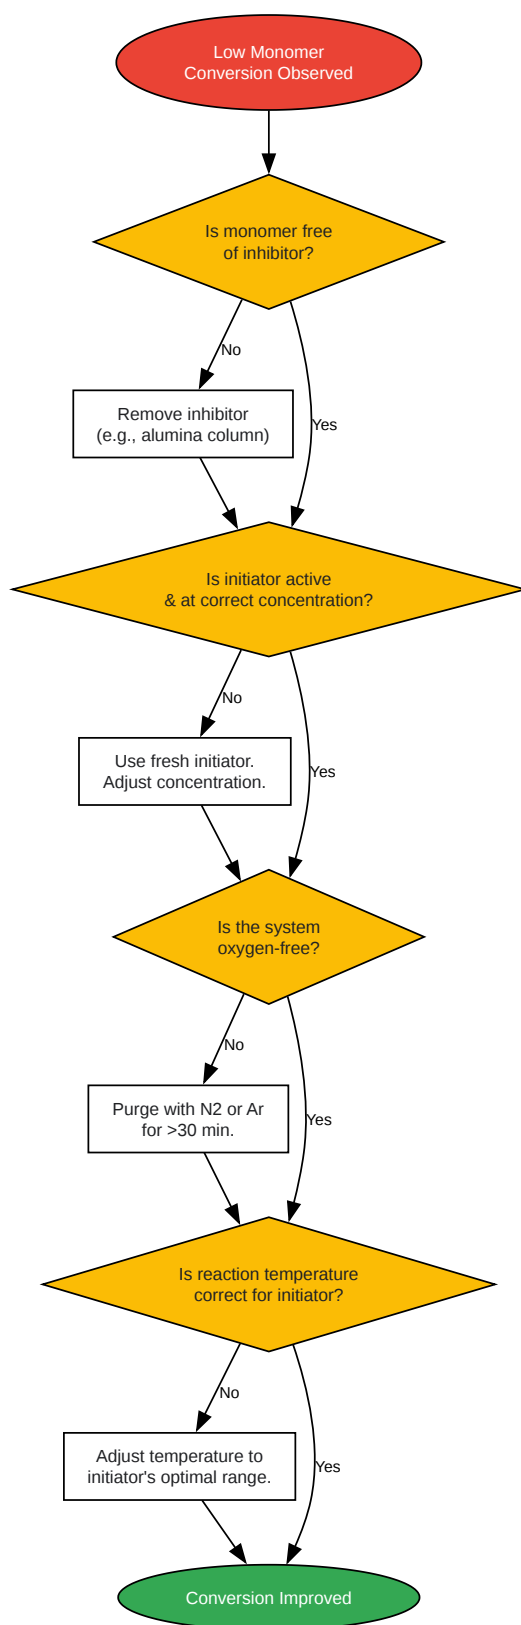 Low Monomer
Conversion Observed
Is monomer free
of inhibitor?
No
Yes
Remove inhibitor
(e.g., alumina column)
Is initiator active
& at correct concentration?
No
Yes
Use fresh initiator.
Adjust concentration.
Is the system
oxygen-free?
No
Yes
Purge with N2 or Ar
for >30 min.
Is reaction temperature
correct for initiator?
No
Yes
Adjust temperature to
initiator's optimal range.
Conversion Improved